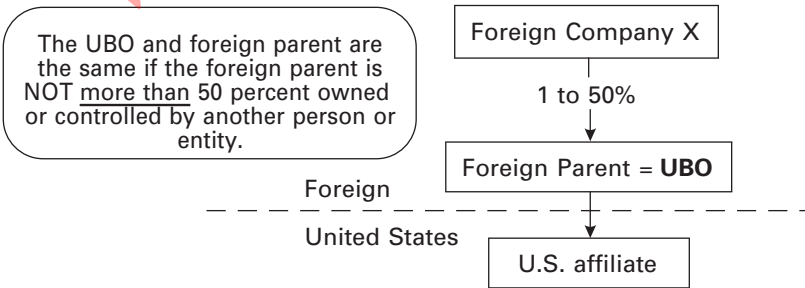 The UBO and foreign parent are
the same if the foreign parent is
NOT more than 50 percent owned
or controlled by another person or
entity.
Foreign Company X
1 to 50%
Foreign Parent = UBO
Foreign
United States
U.S. affiliate